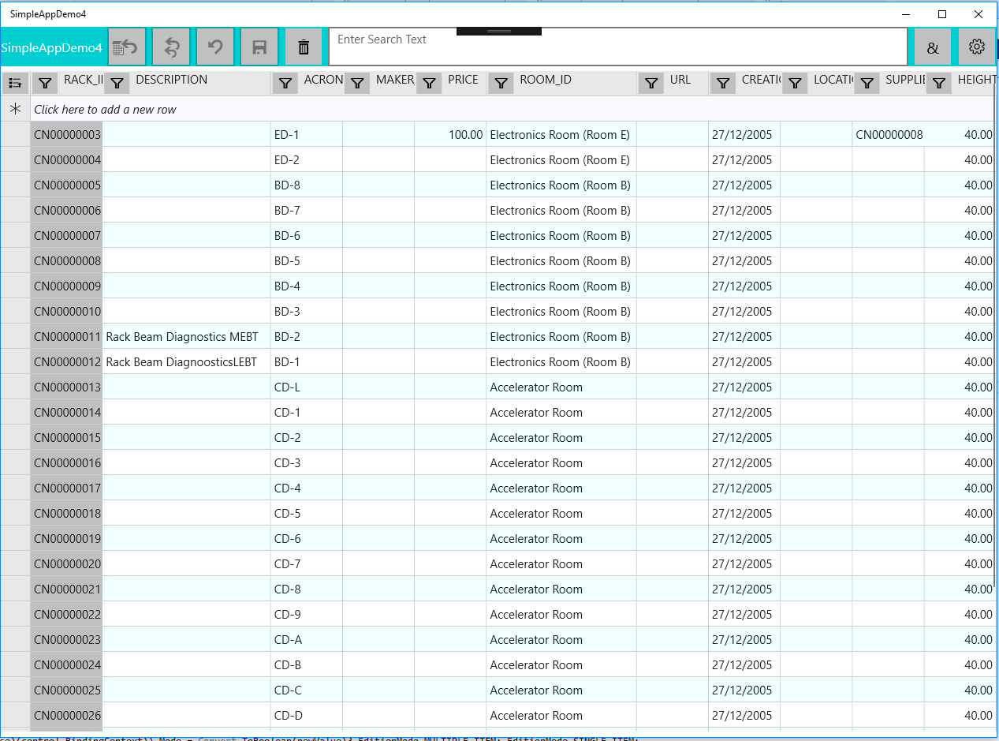 SimpleAppDemo4
SimpleAppDemo4 Enter Search Text &
RACK_II DESCRIPTION ACRON MAKER PRICE ROOM_ID URL CREATI LOCATI SUPPLIE HEIGHT
Click here to add a new row
CN00000003 ED-1 100.00 Electronics Room (Room E) 27/12/2005 CN00000008 40.00
CN00000004 ED-2 Electronics Room (Room E) 27/12/2005 40.00
CN00000005 BD-8 Electronics Room (Room B) 27/12/2005 40.00
CN00000006 BD-7 Electronics Room (Room B) 27/12/2005 40.00
CN00000007 BD-6 Electronics Room (Room B) 27/12/2005 40.00
CN00000008 BD-5 Electronics Room (Room B) 27/12/2005 40.00
CN00000009 BD-4 Electronics Room (Room B) 27/12/2005 40.00
CN00000010 BD-3 Electronics Room (Room B) 27/12/2005 40.00
CN00000011 Rack Beam Diagnostics MEBT BD-2 Electronics Room (Room B) 27/12/2005 40.00
CN00000012 Rack Beam DiagnoosticsLEBT BD-1 Electronics Room (Room B) 27/12/2005 40.00
CN00000013 CD-L Accelerator Room 27/12/2005 40.00
CN00000014 CD-1 Accelerator Room 27/12/2005 40.00
CN00000015 CD-2 Accelerator Room 27/12/2005 40.00
CN00000016 CD-3 Accelerator Room 27/12/2005 40.00
CN00000017 CD-4 Accelerator Room 27/12/2005 40.00
CN00000018 CD-5 Accelerator Room 27/12/2005 40.00
CN00000019 CD-6 Accelerator Room 27/12/2005 40.00
CN00000020 CD-7 Accelerator Room 27/12/2005 40.00
CN00000021 CD-8 Accelerator Room 27/12/2005 40.00
CN00000022 CD-9 Accelerator Room 27/12/2005 40.00
CN00000023 CD-A Accelerator Room 27/12/2005 40.00
CN00000024 CD-B Accelerator Room 27/12/2005 40.00
CN00000025 CD-C Accelerator Room 27/12/2005 40.00
CN00000026 CD-D Accelerator Room 27/12/2005 40.00